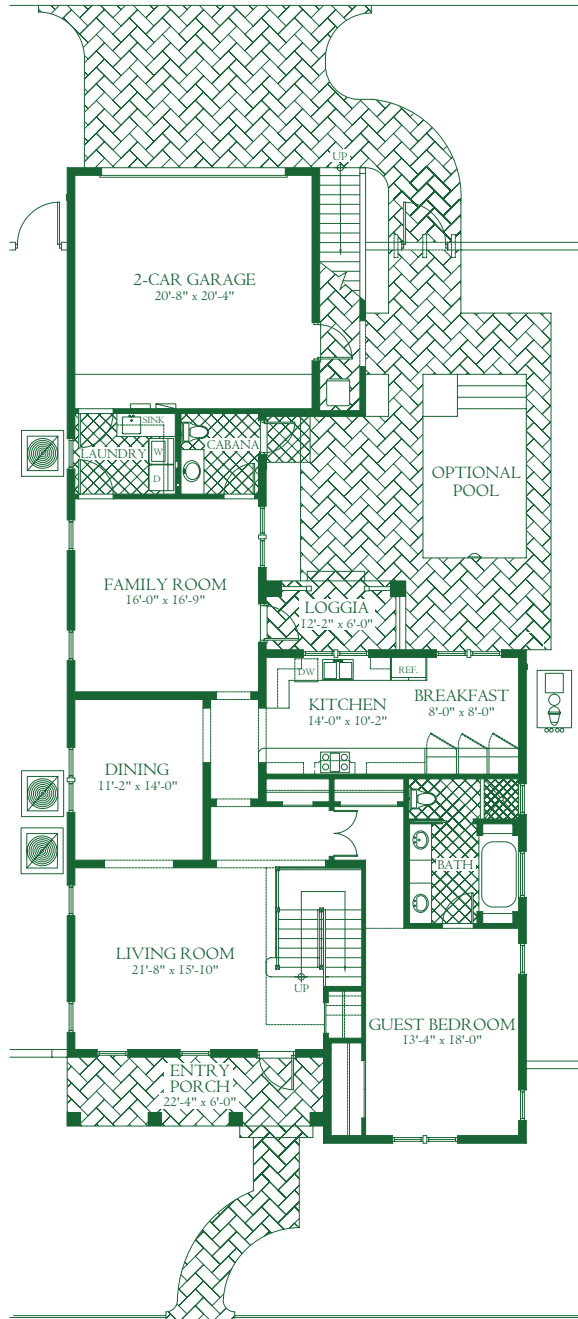 UP
2-CAR GARAGE
20'-8" x 20'-4"
SINK
LAUNDRY
W
D
CABANA
OPTIONAL
POOL
FAMILY ROOM
16'-0" x 16'-9"
LOGGIA
12'-2" x 6'-0"
DW
REF.
KITCHEN
14'-0" x 10'-2"
BREAKFAST
8'-0" x 8'-0"
DINING
11'-2" x 14'-0"
BATH
LIVING ROOM
21'-8" x 15'-10"
UP
GUEST BEDROOM
13'-4" x 18'-0"
ENTRY
PORCH
22'-4" x 6'-0"